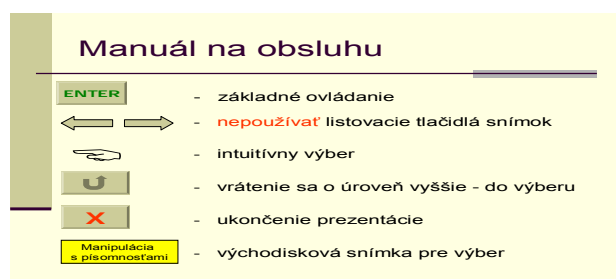 Manuál na obsluhu
ENTER - základné ovládanie
- nepoužívať listovacie tlačidlá snímok
- intuitívny výber
- vrátenie sa o úroveň vyššie - do výberu
X - ukončenie prezentácie
Manipulácia
s písomnosťami - východisková snímka pre výber